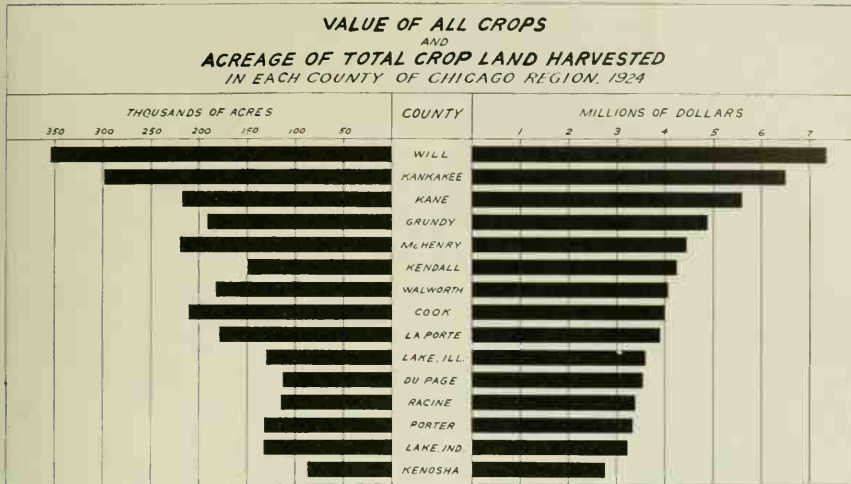 VALUE OF ALL CROPS
AND
ACREAGE OF TOTAL CROP LAND HARVESTED
IN EACH COUNTY OF CHICAGO REGION, 1924
THOUSANDS OF ACRES COUNTY MILLIONS OF DOLLARS
350 300 250 200 150 100 50 1 2 3 4 5 6 7
WILL
KANKAKEE
KANE
GRUNDY
McHENRY
KENDALL
WALWORTH
COOK
LA PORTE
LAKE, ILL.
DU PAGE
RACINE
PORTER
LAKE, IND.
KENOSHA